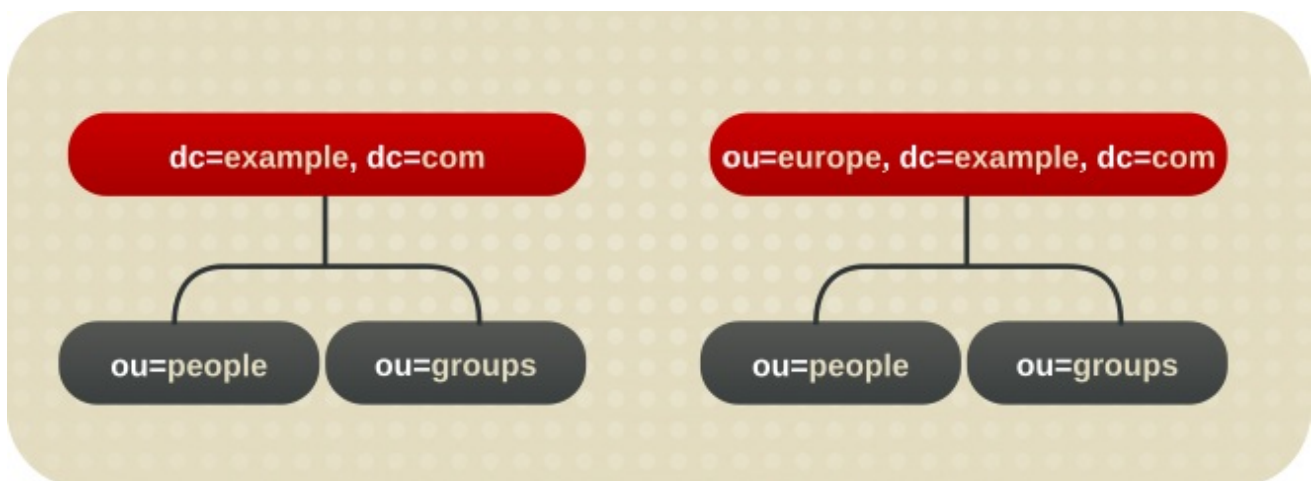 dc=example, dc=com
ou=europe, dc=example, dc=com
ou=people
ou=groups
ou=people
ou=groups